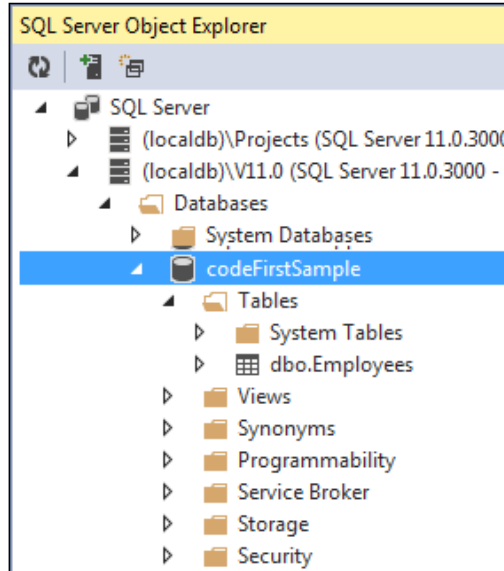 SQL Server Object Explorer
SQL Server
(localdb)\Projects (SQL Server 11.0.3000
(localdb)\V11.0 (SQL Server 11.0.3000 -
Databases
System Databases
codeFirstSample
Tables
System Tables
dbo.Employees
Views
Synonyms
Programmability
Service Broker
Storage
Security